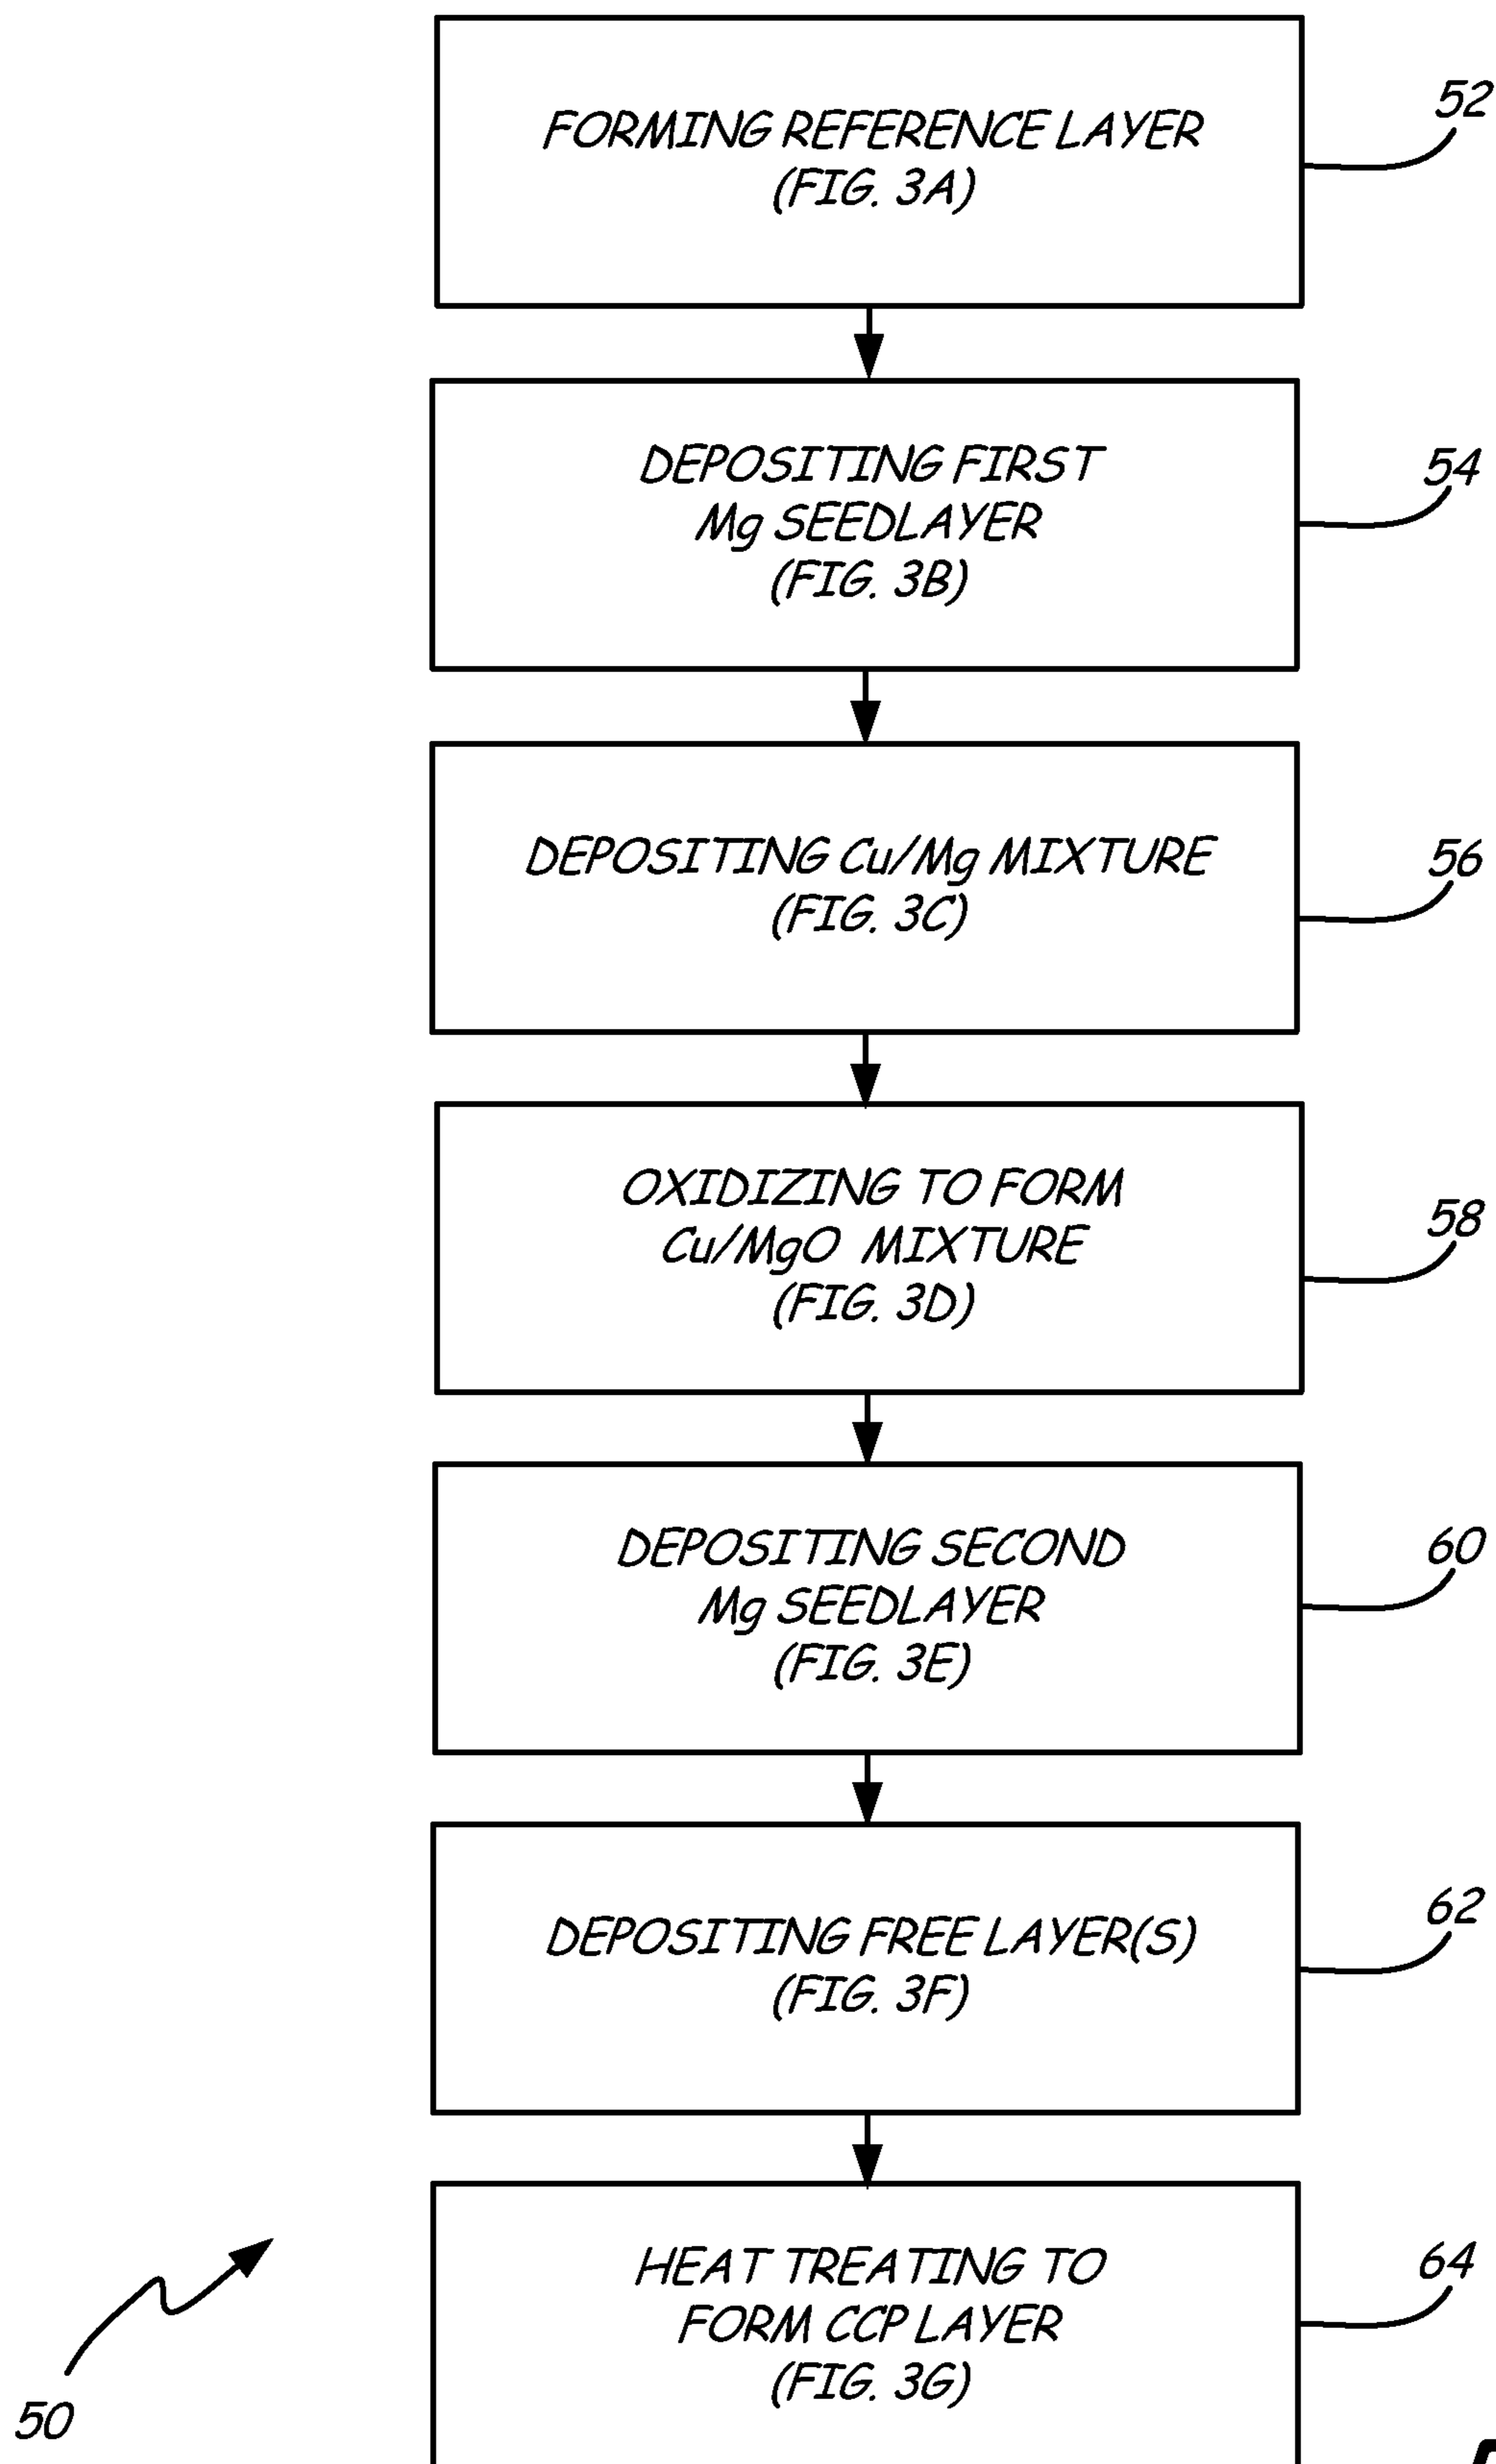 FORMING REFERENCE LAYER
(FIG. 3A)
52
DEPOSITING FIRST
Mg SEEDLAYER
(FIG. 3B)
54
DEPOSITING Cu/Mg MIXTURE
(FIG. 3C)
56
OXIDIZING TO FORM
Cu/MgO MIXTURE
(FIG. 3D)
58
DEPOSITING SECOND
Mg SEEDLAYER
(FIG. 3E)
60
DEPOSITING FREE LAYER(S)
(FIG. 3F)
62
HEAT TREATING TO
FORM CCP LAYER
(FIG. 3G)
64
50